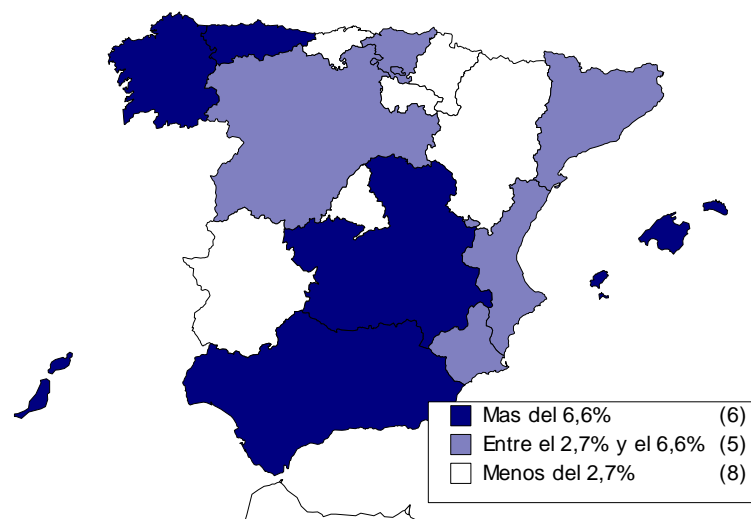 Mas del 6,6% (6)
Entre el 2,7% y el 6,6% (5)
Menos del 2,7% (8)